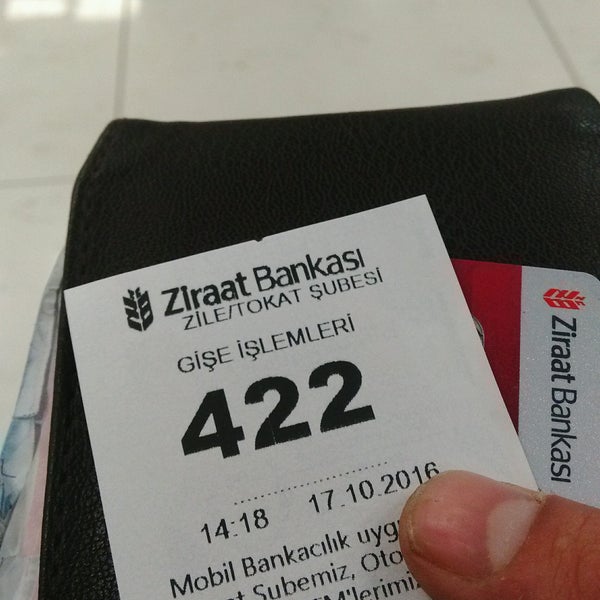 Ziraat Bankası
ZİLE/TOKAT ŞUBESİ
GİŞE İŞLEMLERİ
422
14:18 17.10.2016
Mobil Bankacılık
Şubemiz,
Ziraat Bankası